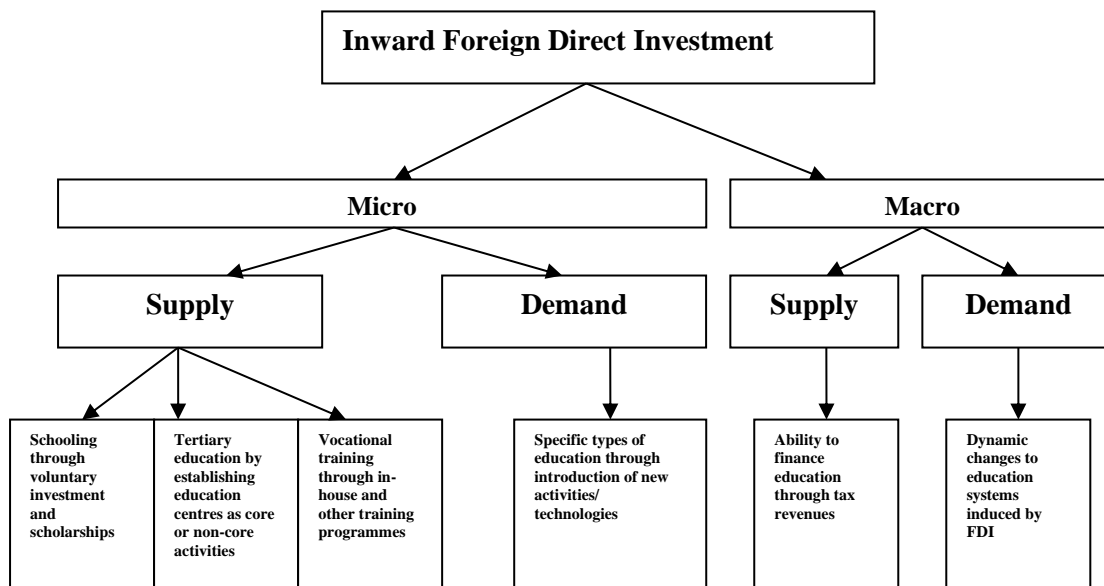 Inward Foreign Direct Investment
Micro
Macro
Supply
Demand
Supply
Demand
Schooling
through
voluntary
investment
and
scholarships
Tertiary
education by
establishing
education
centres as core
or non-core
activities
Vocational
training
through in-
house and
other training
programmes
Specific types of
education through
introduction of new
activities/
technologies
Ability to
finance
education
through tax
revenues
Dynamic
changes to
education
systems
induced by
FDI